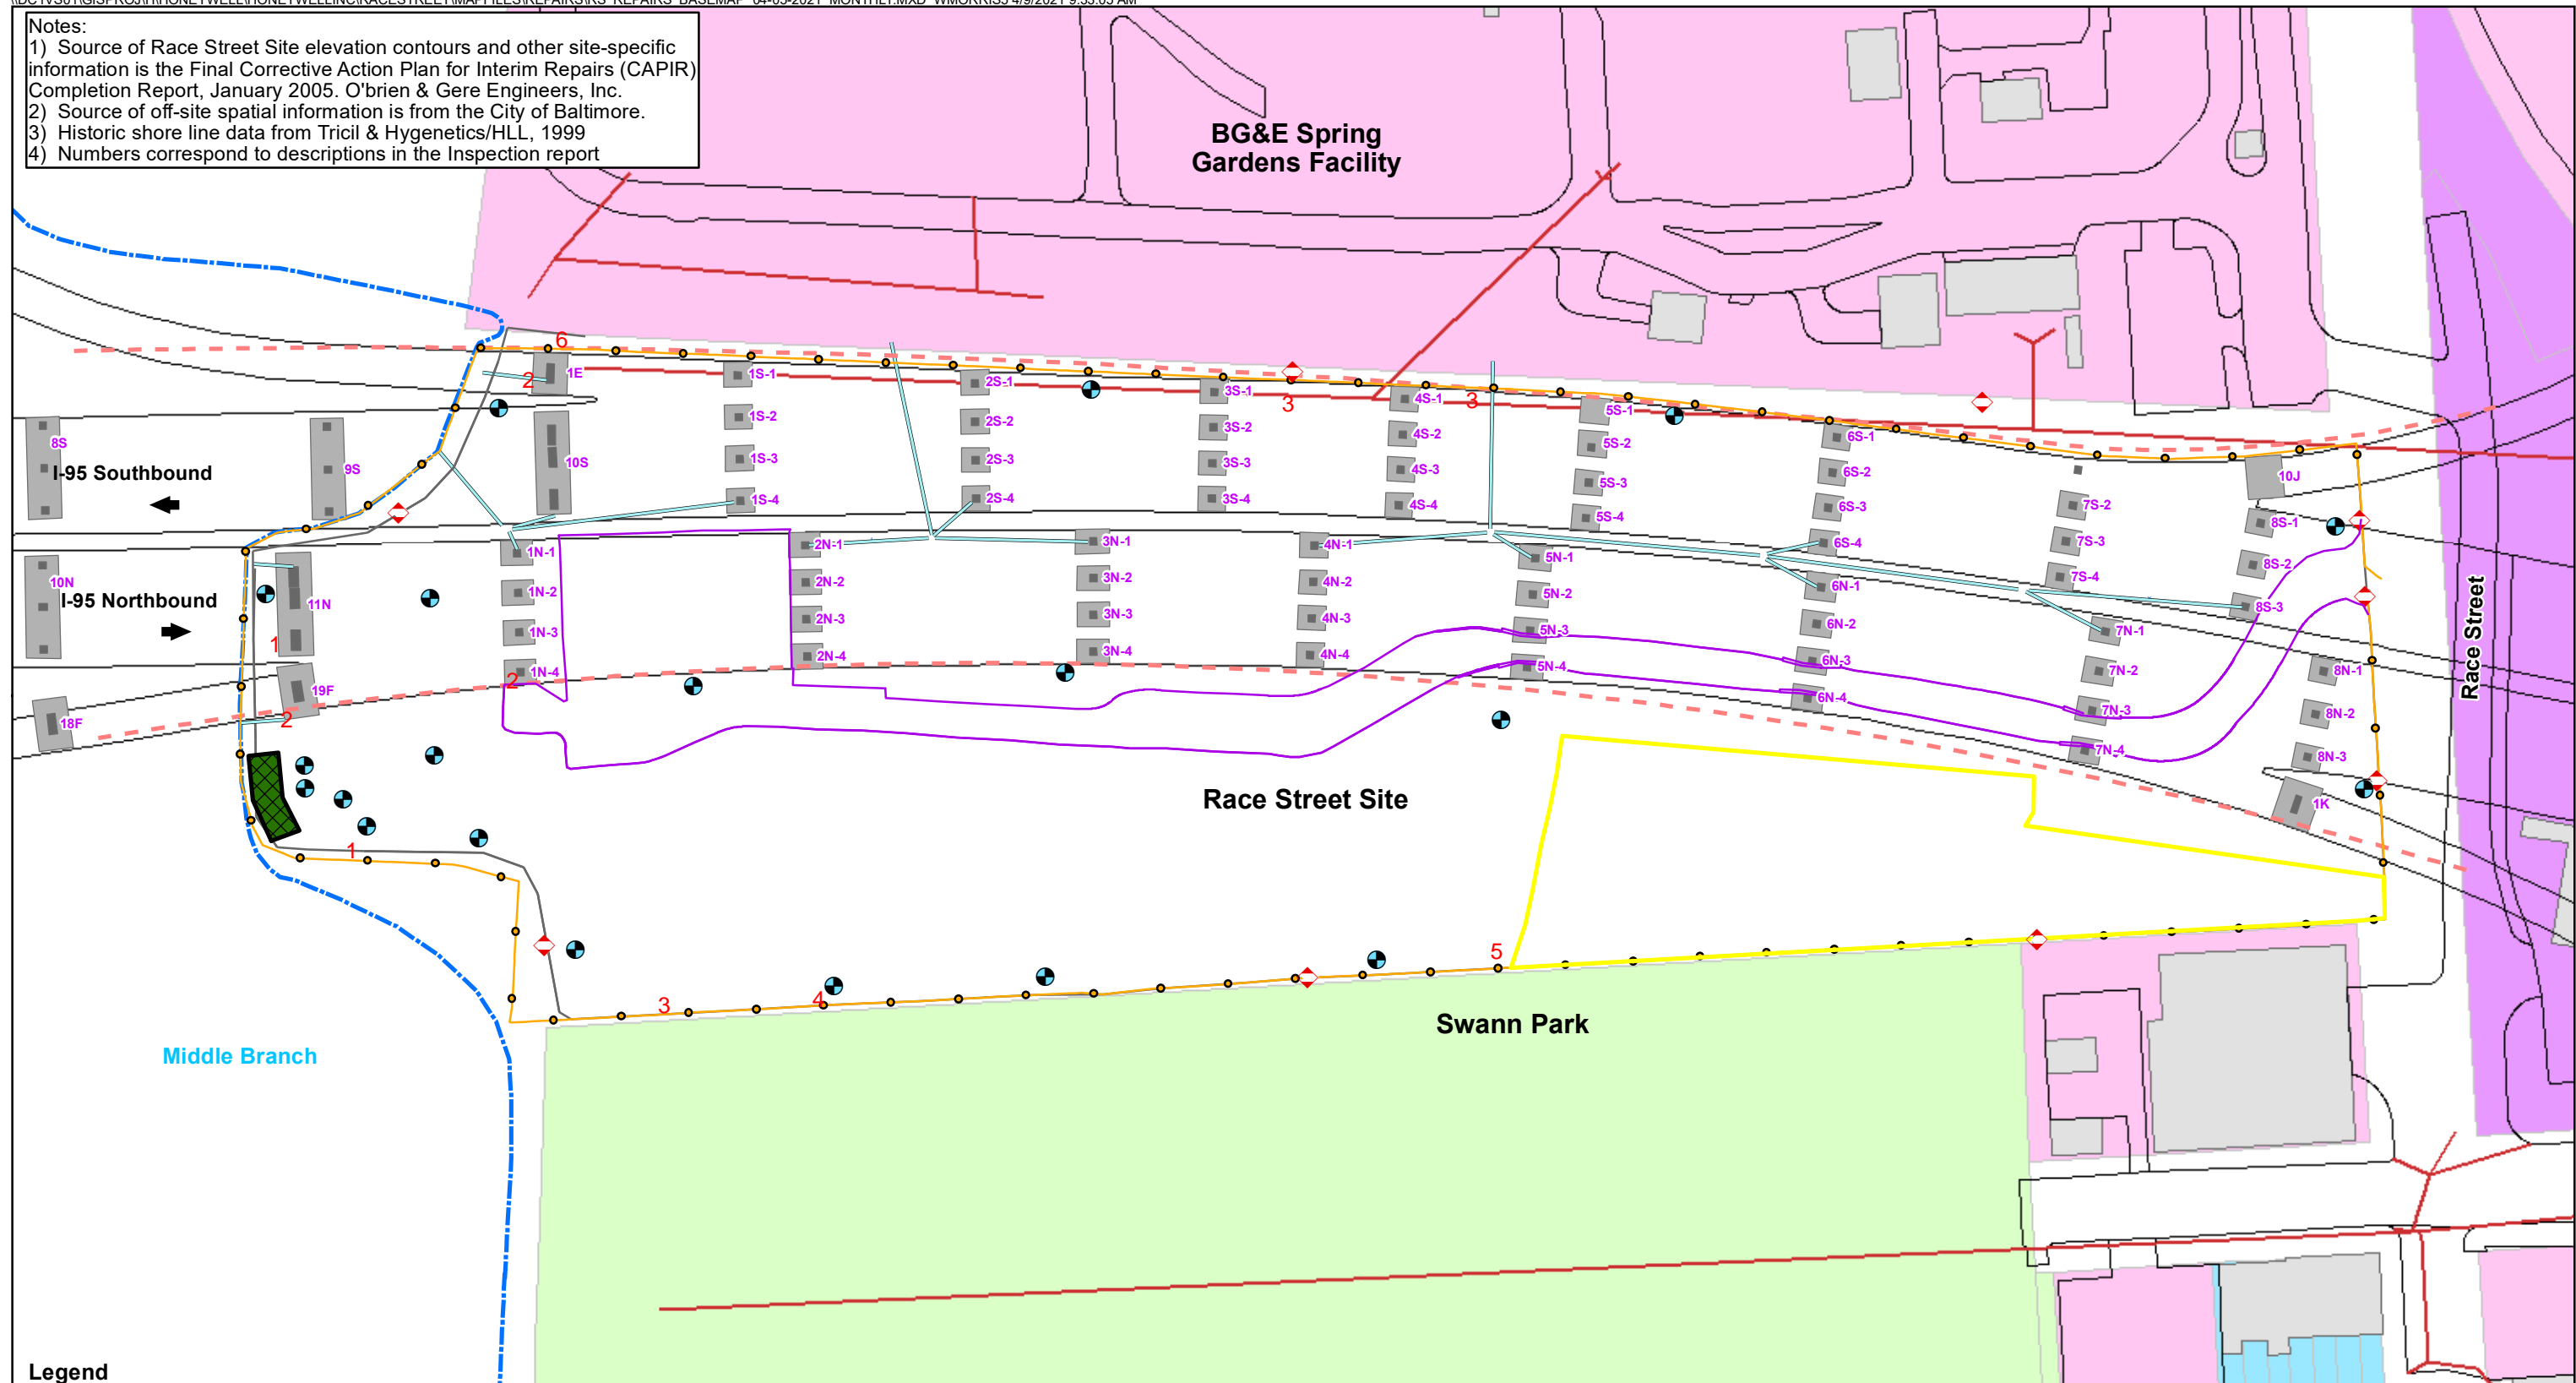 Notes:
1) Source of Race Street Site elevation contours and other site-specific
information is the Final Corrective Action Plan for Interim Repairs (CAPIR)
Completion Report, January 2005. O'brien & Gere Engineers, Inc.
2) Source of off-site spatial information is from the City of Baltimore.
3) Historic shore line data from Tricil & Hygenetics/HLL, 1999
4) Numbers correspond to descriptions in the Inspection report
BG&E Spring
Gardens Facility
6
2
1E
1S-1
2S-1
3S-1
3
4S-1
3
5S-1
6S-1
1S-2
2S-2
3S-2
4S-2
5S-2
6S-2
8S
9S
10S
1S-3
2S-3
3S-3
4S-3
5S-3
6S-3
7S-2
10J
I-95 Southbound
1S-4
2S-4
3S-4
4S-4
5S-4
6S-4
7S-3
8S-1
1N-1
2N-1
3N-1
4N-1
5N-1
6N-1
7S-4
8S-2
10N
I-95 Northbound
11N
1N-2
2N-2
3N-2
4N-2
5N-2
6N-2
8S-3
Race Street
1
1N-3
2N-3
3N-3
4N-3
5N-3
6N-3
7N-1
1N-4
2
2N-4
3N-4
4N-4
5N-4
6N-4
7N-2
8N-1
19F
2
18F
7N-3
8N-2
7N-4
8N-3
1K
Race Street Site
1
5
3
4
Swann Park
Middle Branch
Legend